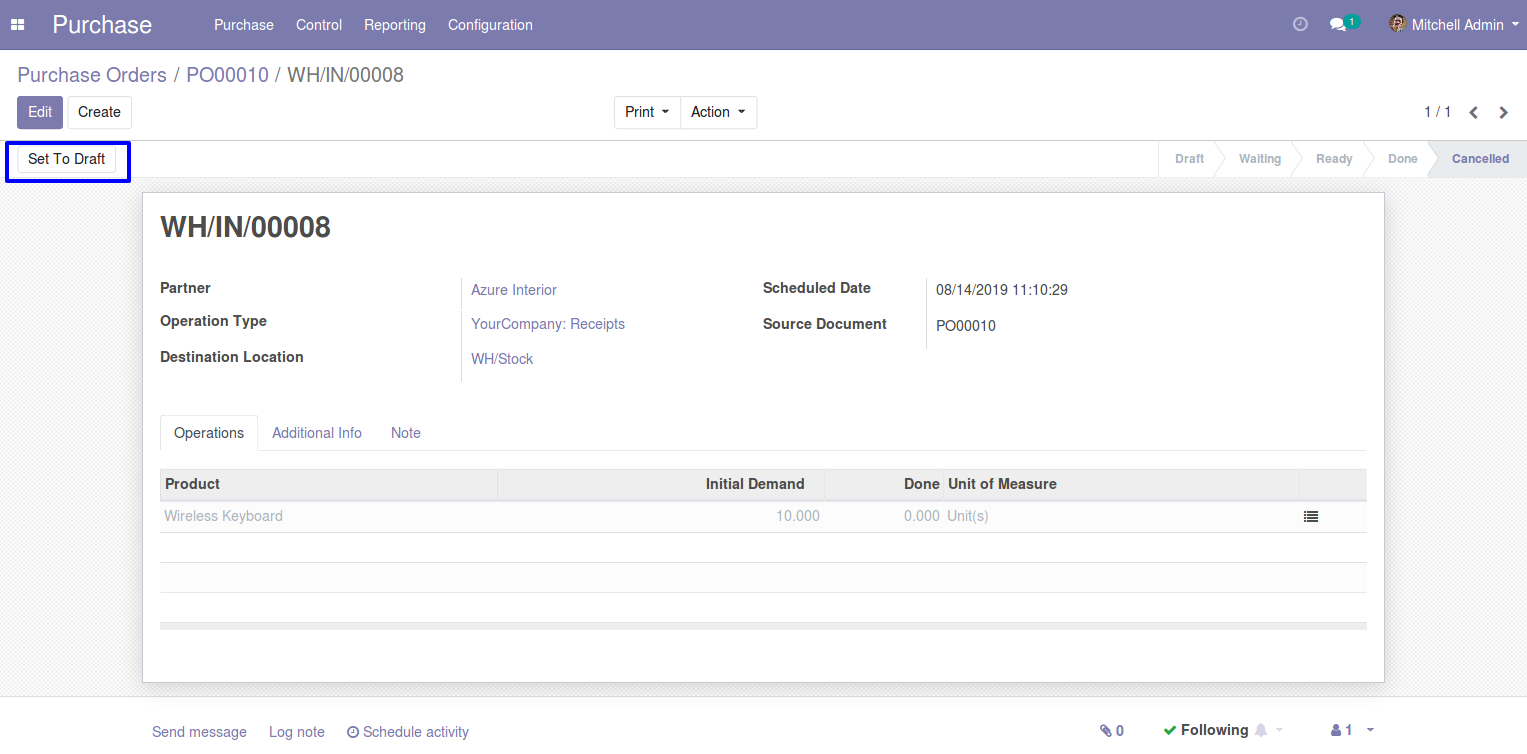 Purchase Purchase Control Reporting Configuration 1 Mitchell Admin
Purchase Orders / PO00010 / WH/IN/00008
Edit Create Print Action 1 / 1
Set To Draft Draft Waiting Ready Done Cancelled
WH/IN/00008
Partner Azure Interior Scheduled Date 08/14/2019 11:10:29
Operation Type YourCompany: Receipts Source Document PO00010
Destination Location WH/Stock
Operations Additional Info Note
Product Initial Demand Done Unit of Measure
Wireless Keyboard 10.000 0.000 Unit(s)
Send message Log note Schedule activity 0 Following 1